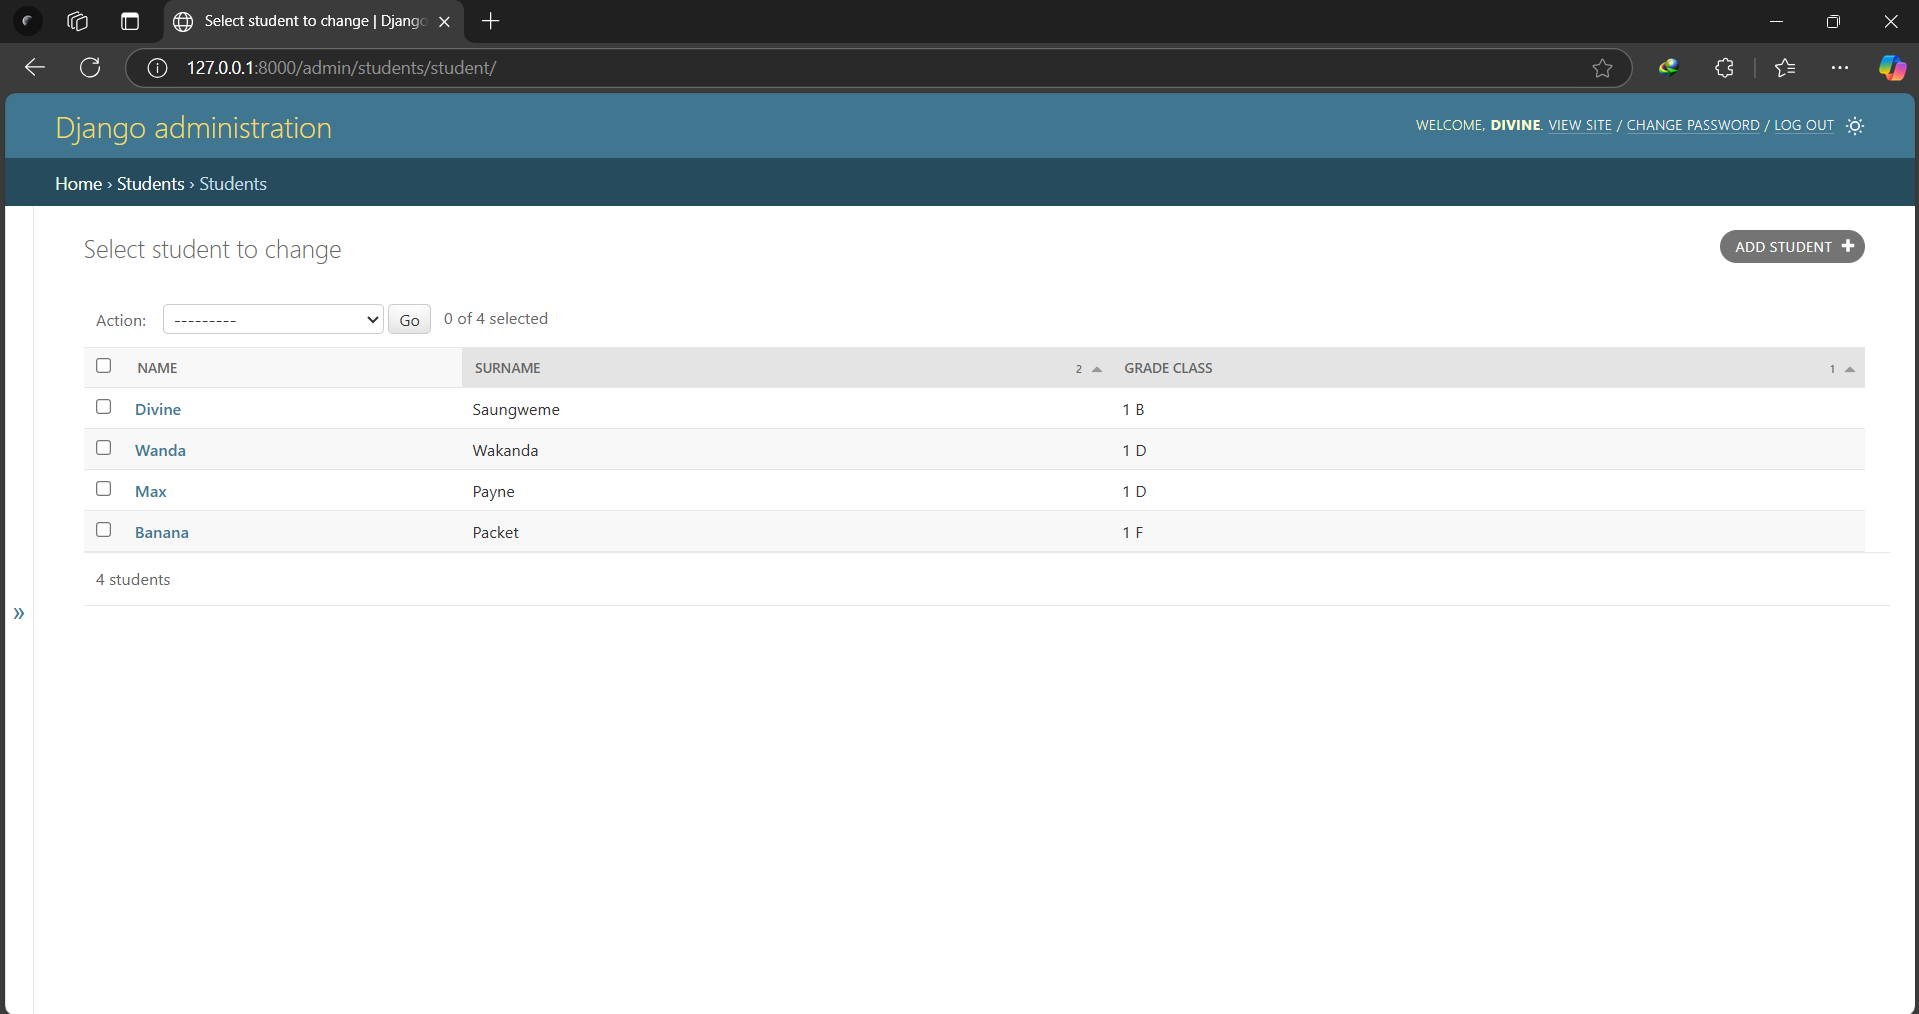 Select student to change | Django
127.0.0.1:8000/admin/students/student/
Django administration
WELCOME, DIVINE. VIEW SITE / CHANGE PASSWORD / LOG OUT
Home › Students › Students
Select student to change
ADD STUDENT +
Action: --------- Go 0 of 4 selected
NAME SURNAME 2 GRADE CLASS 1
Divine Saungweme 1 B
Wanda Wakanda 1 D
Max Payne 1 D
Banana Packet 1 F
4 students
»